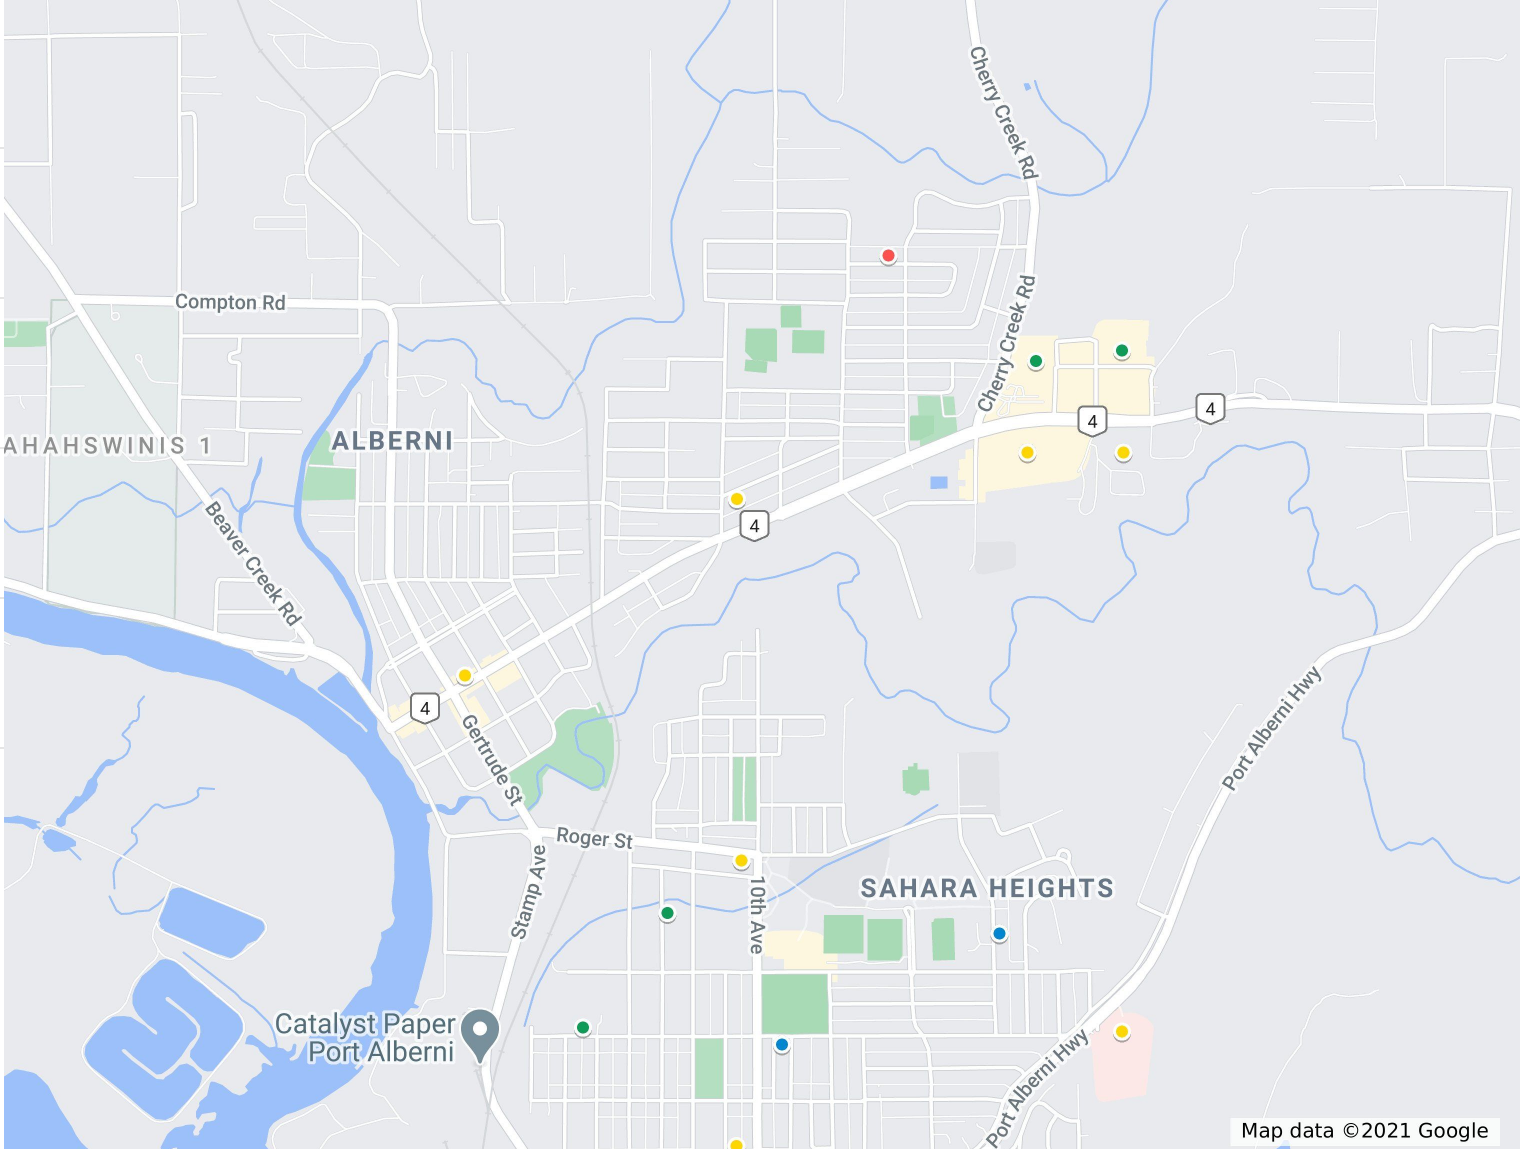 Cherry Creek Rd
Compton Rd
Cherry Creek Rd
4
4
AHAHSWINIS 1
ALBERNI
4
Beaver Creek Rd
4
Gertrude St
Port Alberni Hwy
Roger St
Stamp Ave
10th Ave
SAHARA HEIGHTS
Catalyst Paper
Port Alberni
Port Alberni Hwy
Map data ©2021 Google